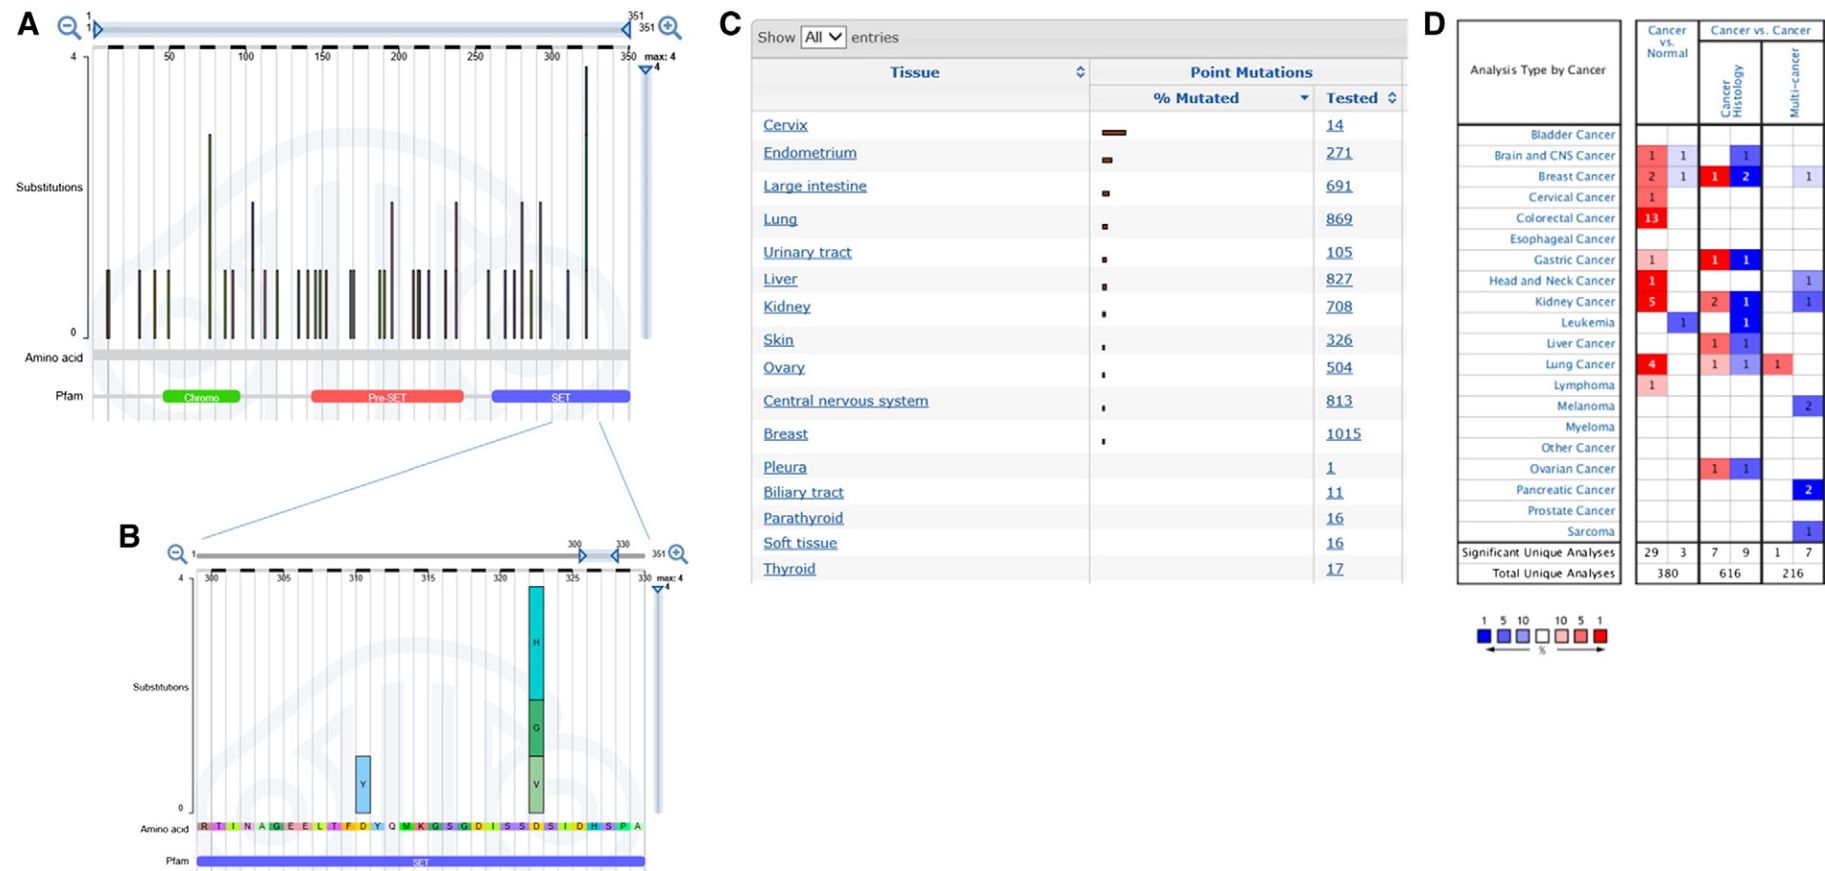 A
1
1
351
351
50
100
150
200
250
300
350
max: 4
4
4
Substitutions
0
Amino acid
Pfam
Chromo
Pre-SET
SET
B
1
300
330
351
4
300
305
310
315
320
325
330
max: 4
4
H
G
V
Y
Substitutions
0
Amino acid
R T I N A G E E L T F D Y Q M K G S G D I S S D S I D H S P A
Pfam
SET
C
Show All entries
Tissue
Point Mutations
% Mutated
Tested
Cervix 14
Endometrium 271
Large intestine 691
Lung 869
Urinary tract 105
Liver 827
Kidney 708
Skin 326
Ovary 504
Central nervous system 813
Breast 1015
Pleura 1
Biliary tract 11
Parathyroid 16
Soft tissue 16
Thyroid 17
D
Analysis Type by Cancer
Cancer
vs.
Normal
Cancer vs. Cancer
Cancer
Histology
Multi-cancer
Bladder Cancer
Brain and CNS Cancer 1 1 1
Breast Cancer 2 1 1 2 1
Cervical Cancer 1
Colorectal Cancer 13
Esophageal Cancer
Gastric Cancer 1 1 1
Head and Neck Cancer 1 1
Kidney Cancer 5 2 1 1
Leukemia 1 1
Liver Cancer 1 1
Lung Cancer 4 1 1 1
Lymphoma 1
Melanoma 2
Myeloma
Other Cancer
Ovarian Cancer 1 1
Pancreatic Cancer 2
Prostate Cancer
Sarcoma 1
Significant Unique Analyses 29 3 7 9 1 7
Total Unique Analyses 380 616 216
1 5 10 10 5 1
%